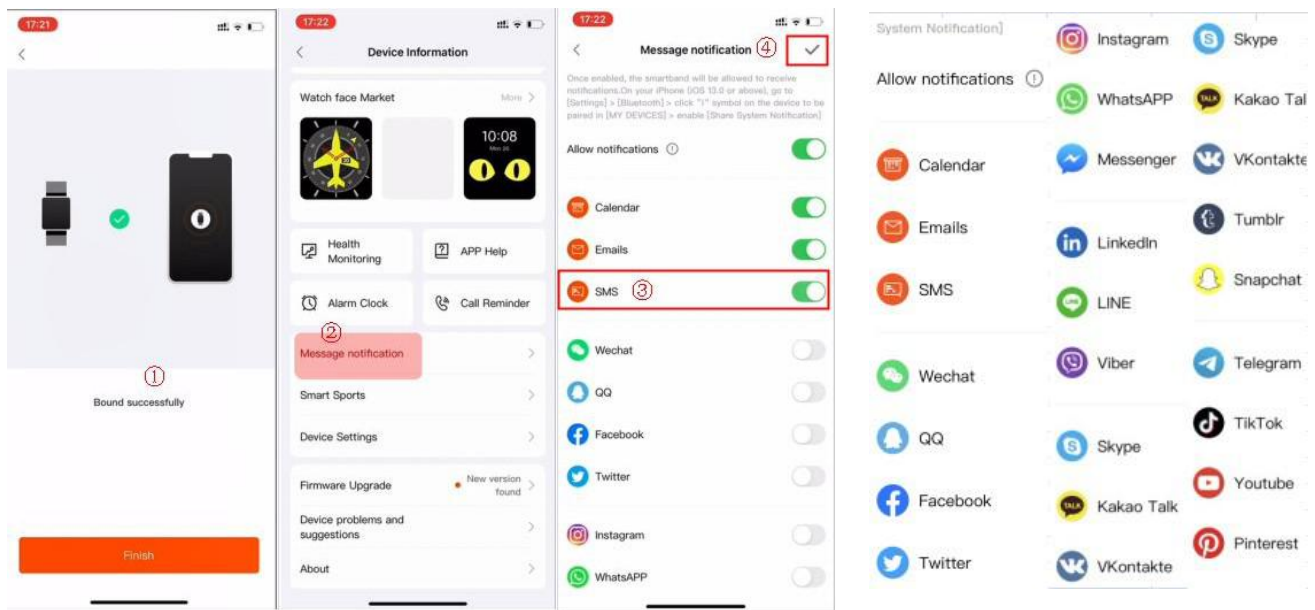 17:21
①
Bound successfully
Finish
17:22
Device Information
Watch face Market
More
10:08
Health
Monitoring
APP Help
Alarm Clock
Call Reminder
②
Message notification
Smart Sports
Device Settings
Firmware Upgrade
New version
found
Device problems and
suggestions
About
17:22
Message notification
④
Once enabled, the smartband will be allowed to receive
notifications.On your iPhone (iOS 13.0 or above), go to
[Settings] > [Bluetooth] > click "i" symbol on the device to be
paired in [MY DEVICES] > enable [Share System Notification]
Allow notifications
Calendar
Emails
SMS
③
Wechat
QQ
Facebook
Twitter
Instagram
WhatsAPP
System Notification]
Allow notifications
Calendar
Emails
SMS
Wechat
QQ
Facebook
Twitter
Instagram
WhatsAPP
Messenger
LinkedIn
LINE
Viber
Skype
TALK
Kakao Talk
VKontakte
Skype
TALK
Kakao Tal
VKontakte
Tumblr
Snapchat
Telegram
TikTok
Youtube
Pinterest